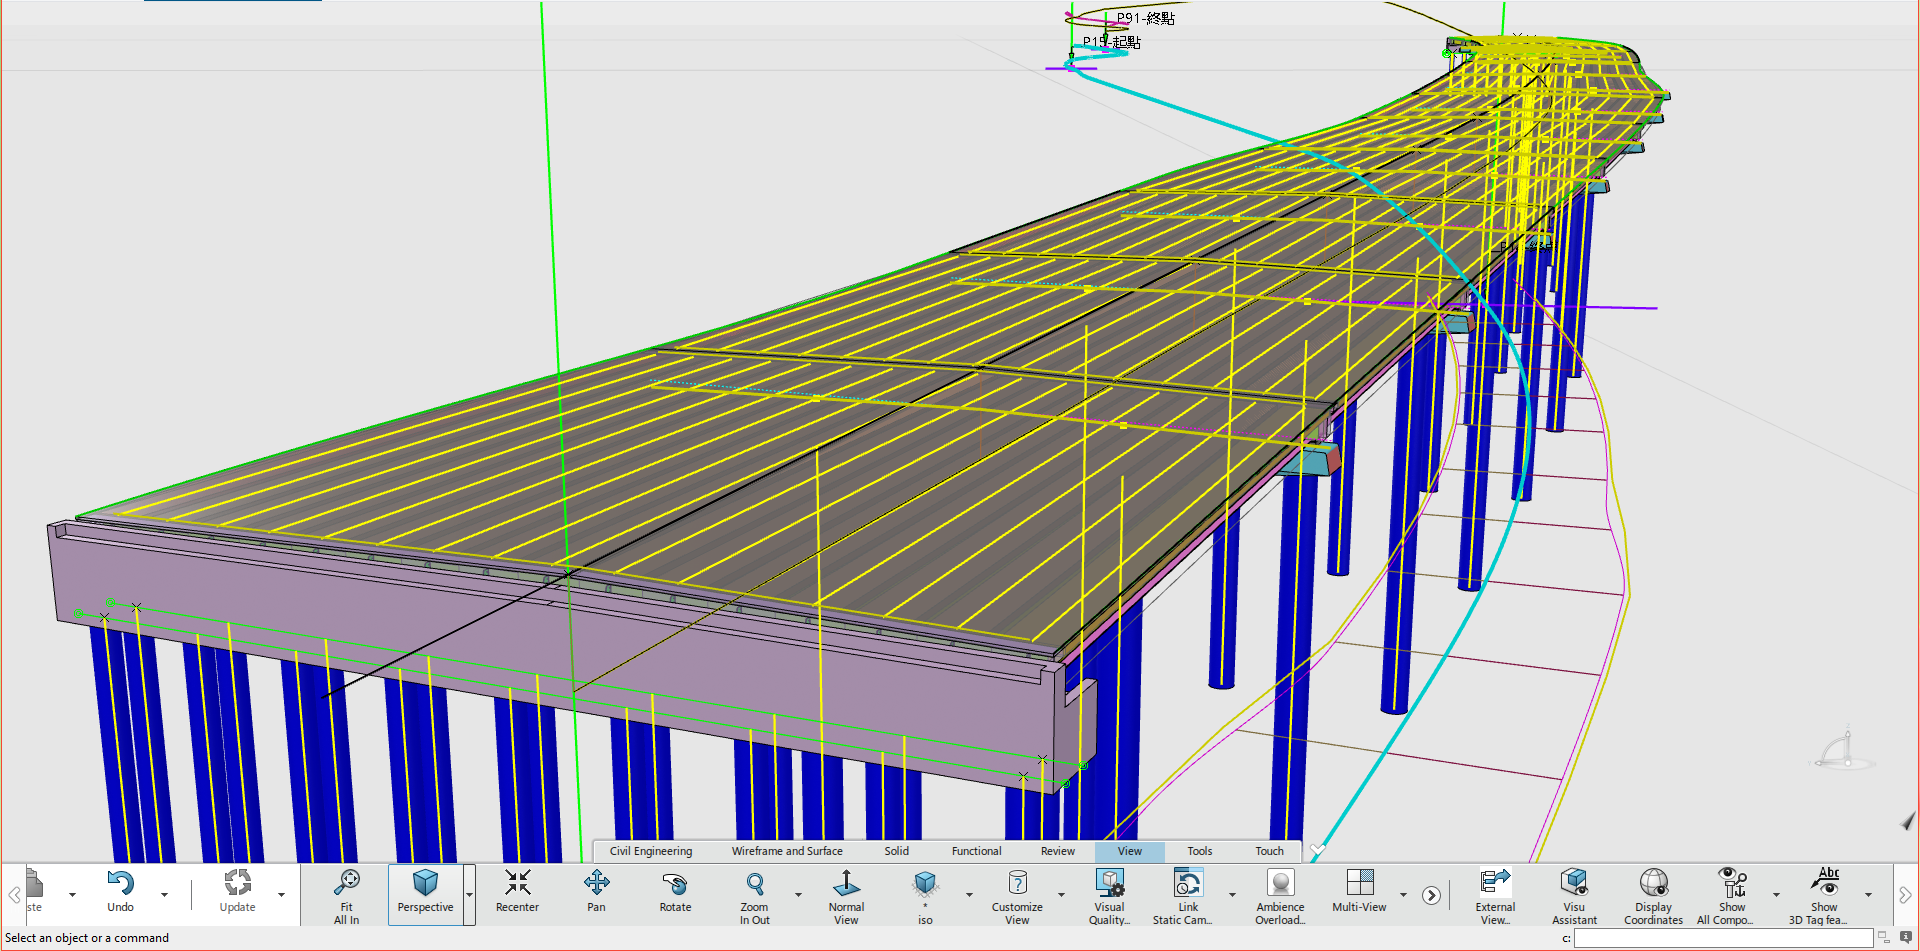 P91-終點
P15-起點
Civil Engineering
Wireframe and Surface
Solid
Functional
Review
View
Tools
Touch
ste
Undo
Update
Fit
All In
Perspective
Recenter
Pan
Rotate
Zoom
In Out
Normal
View
*
iso
Customize
View
Visual
Quality...
Link
Static Cam...
Ambience
Overload...
Multi-View
External
View...
Visu
Assistant
Display
Coordinates
Show
All Compo...
Abc
Show
3D Tag fea...
Select an object or a command
c: